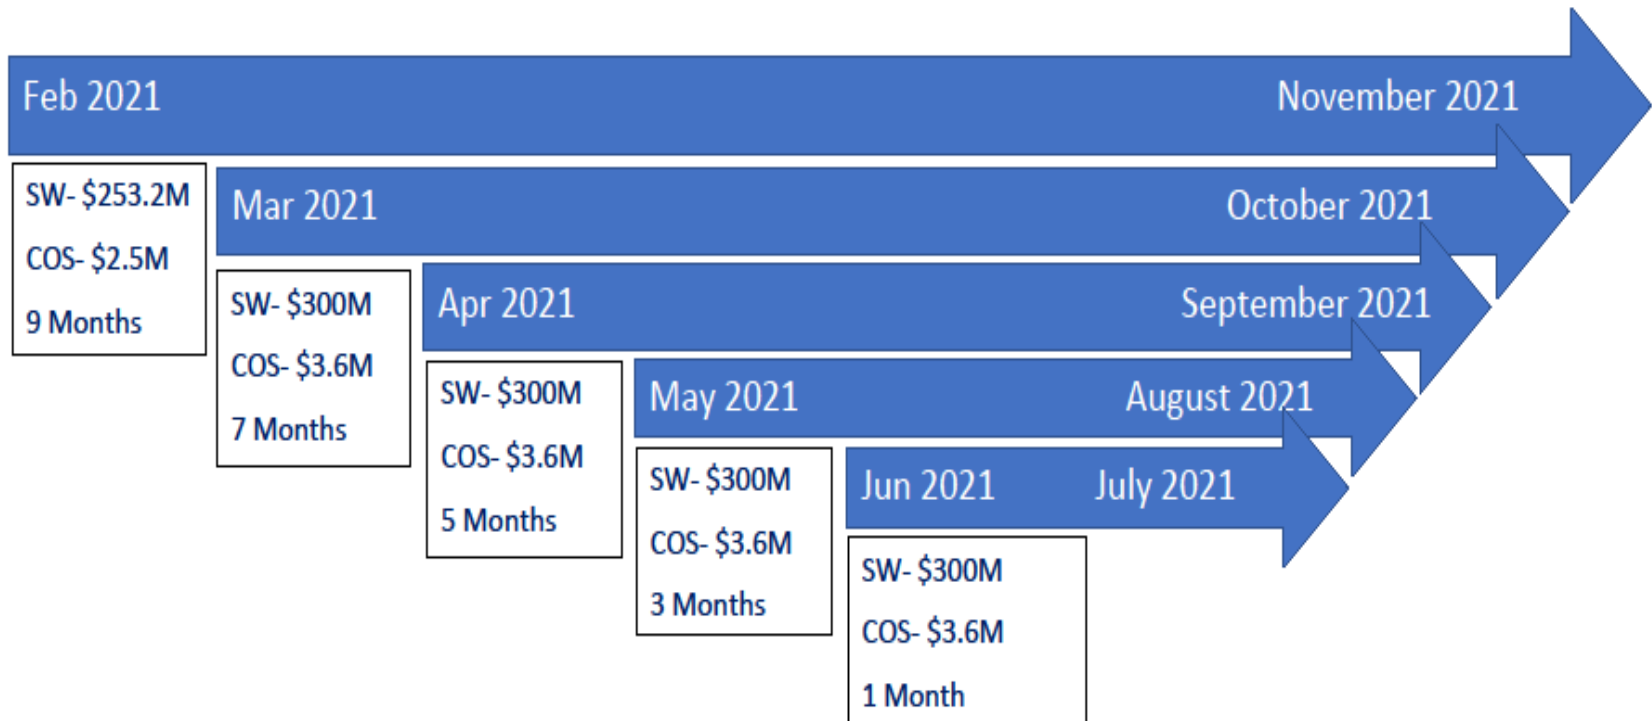 Feb 2021
November 2021
SW- $253.2M
COS- $2.5M
9 Months
Mar 2021
October 2021
SW- $300M
COS- $3.6M
7 Months
Apr 2021
September 2021
SW- $300M
COS- $3.6M
5 Months
May 2021
August 2021
SW- $300M
COS- $3.6M
3 Months
Jun 2021
July 2021
SW- $300M
COS- $3.6M
1 Month